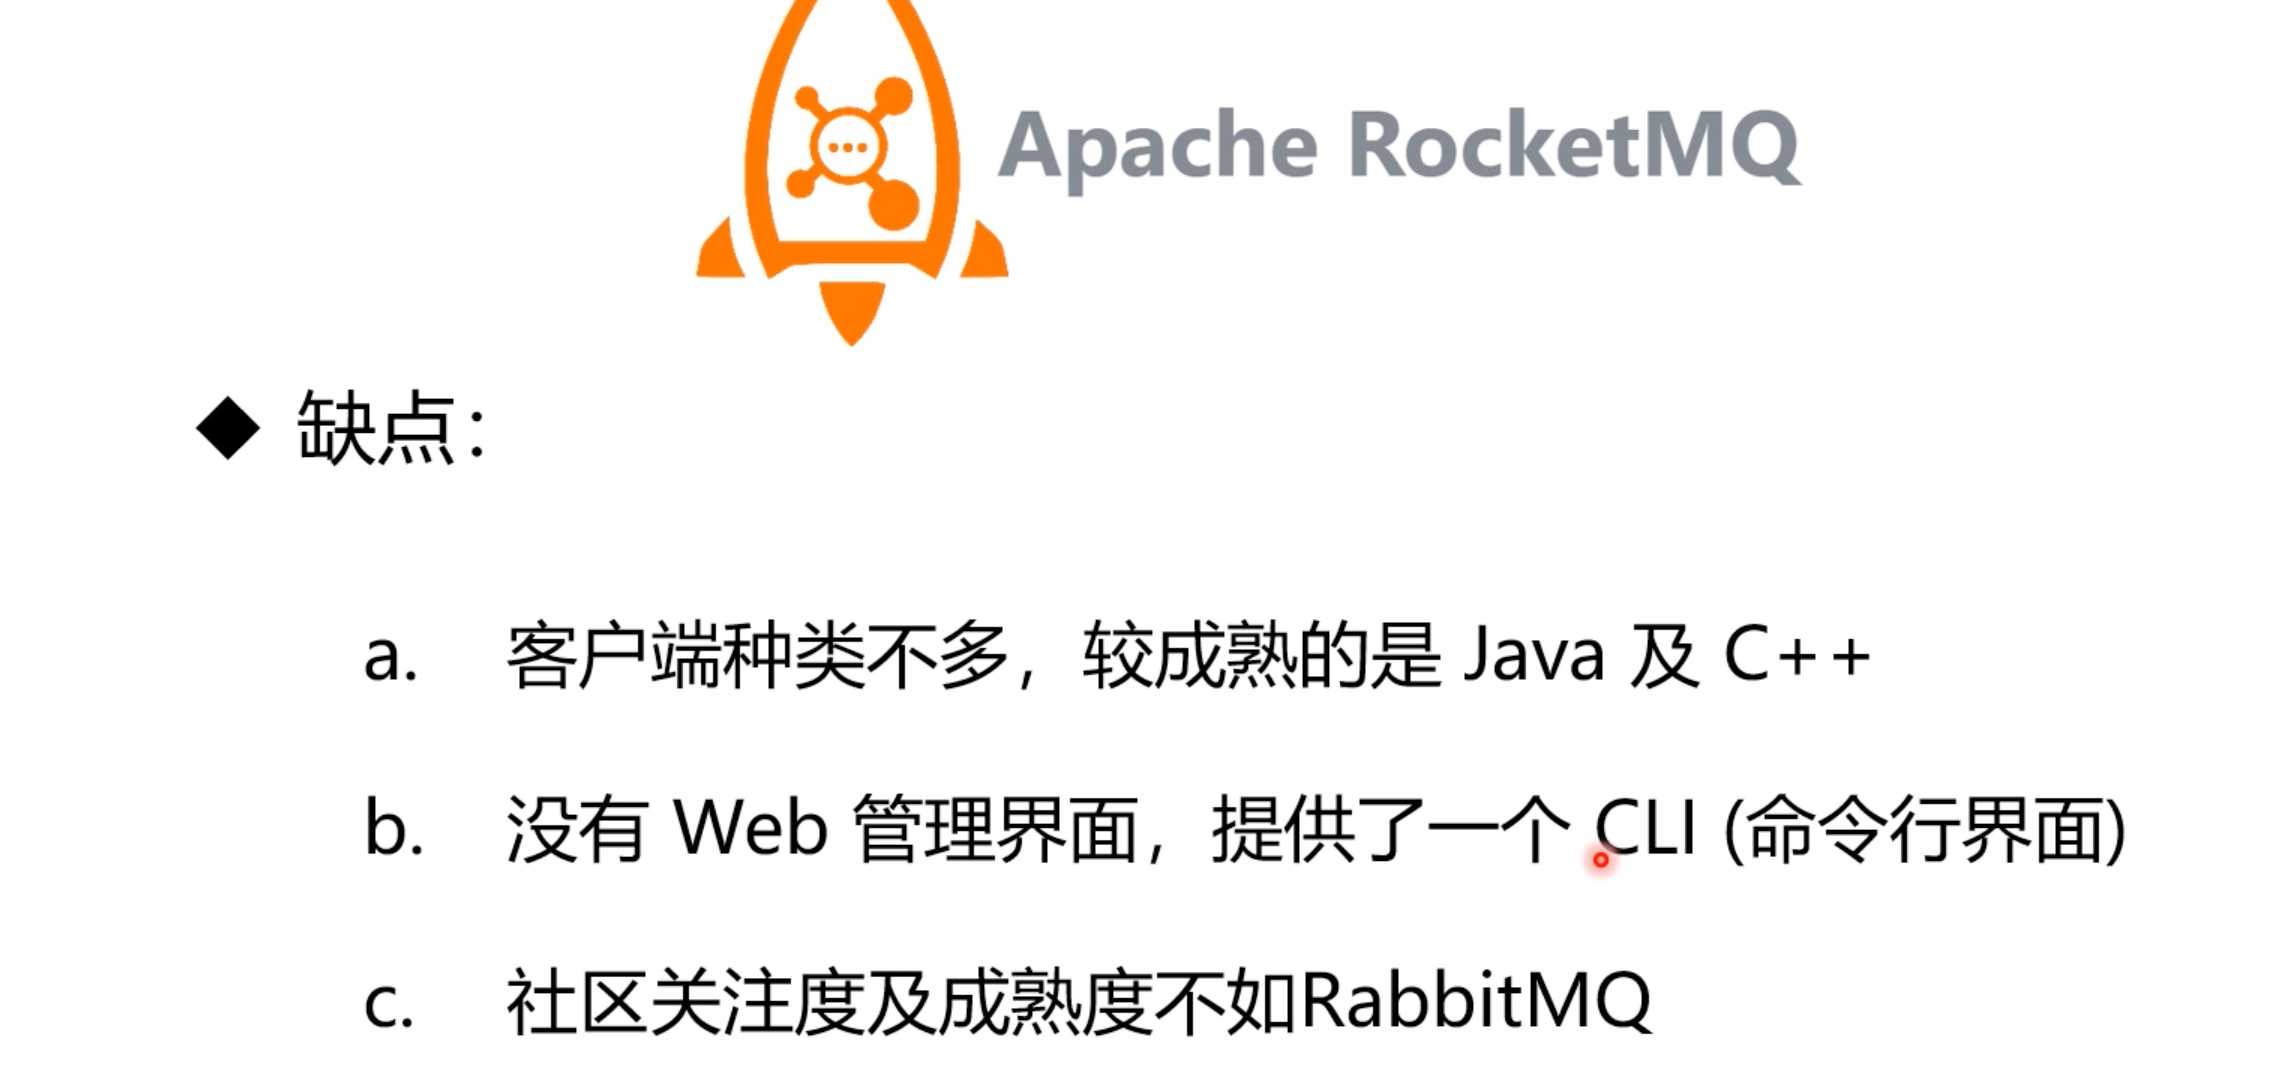 Apache RocketMQ
◆ 缺点：
a. 客户端种类不多，较成熟的是 Java 及 C++
b. 没有 Web 管理界面，提供了一个 CLI (命令行界面)
c. 社区关注度及成熟度不如RabbitMQ